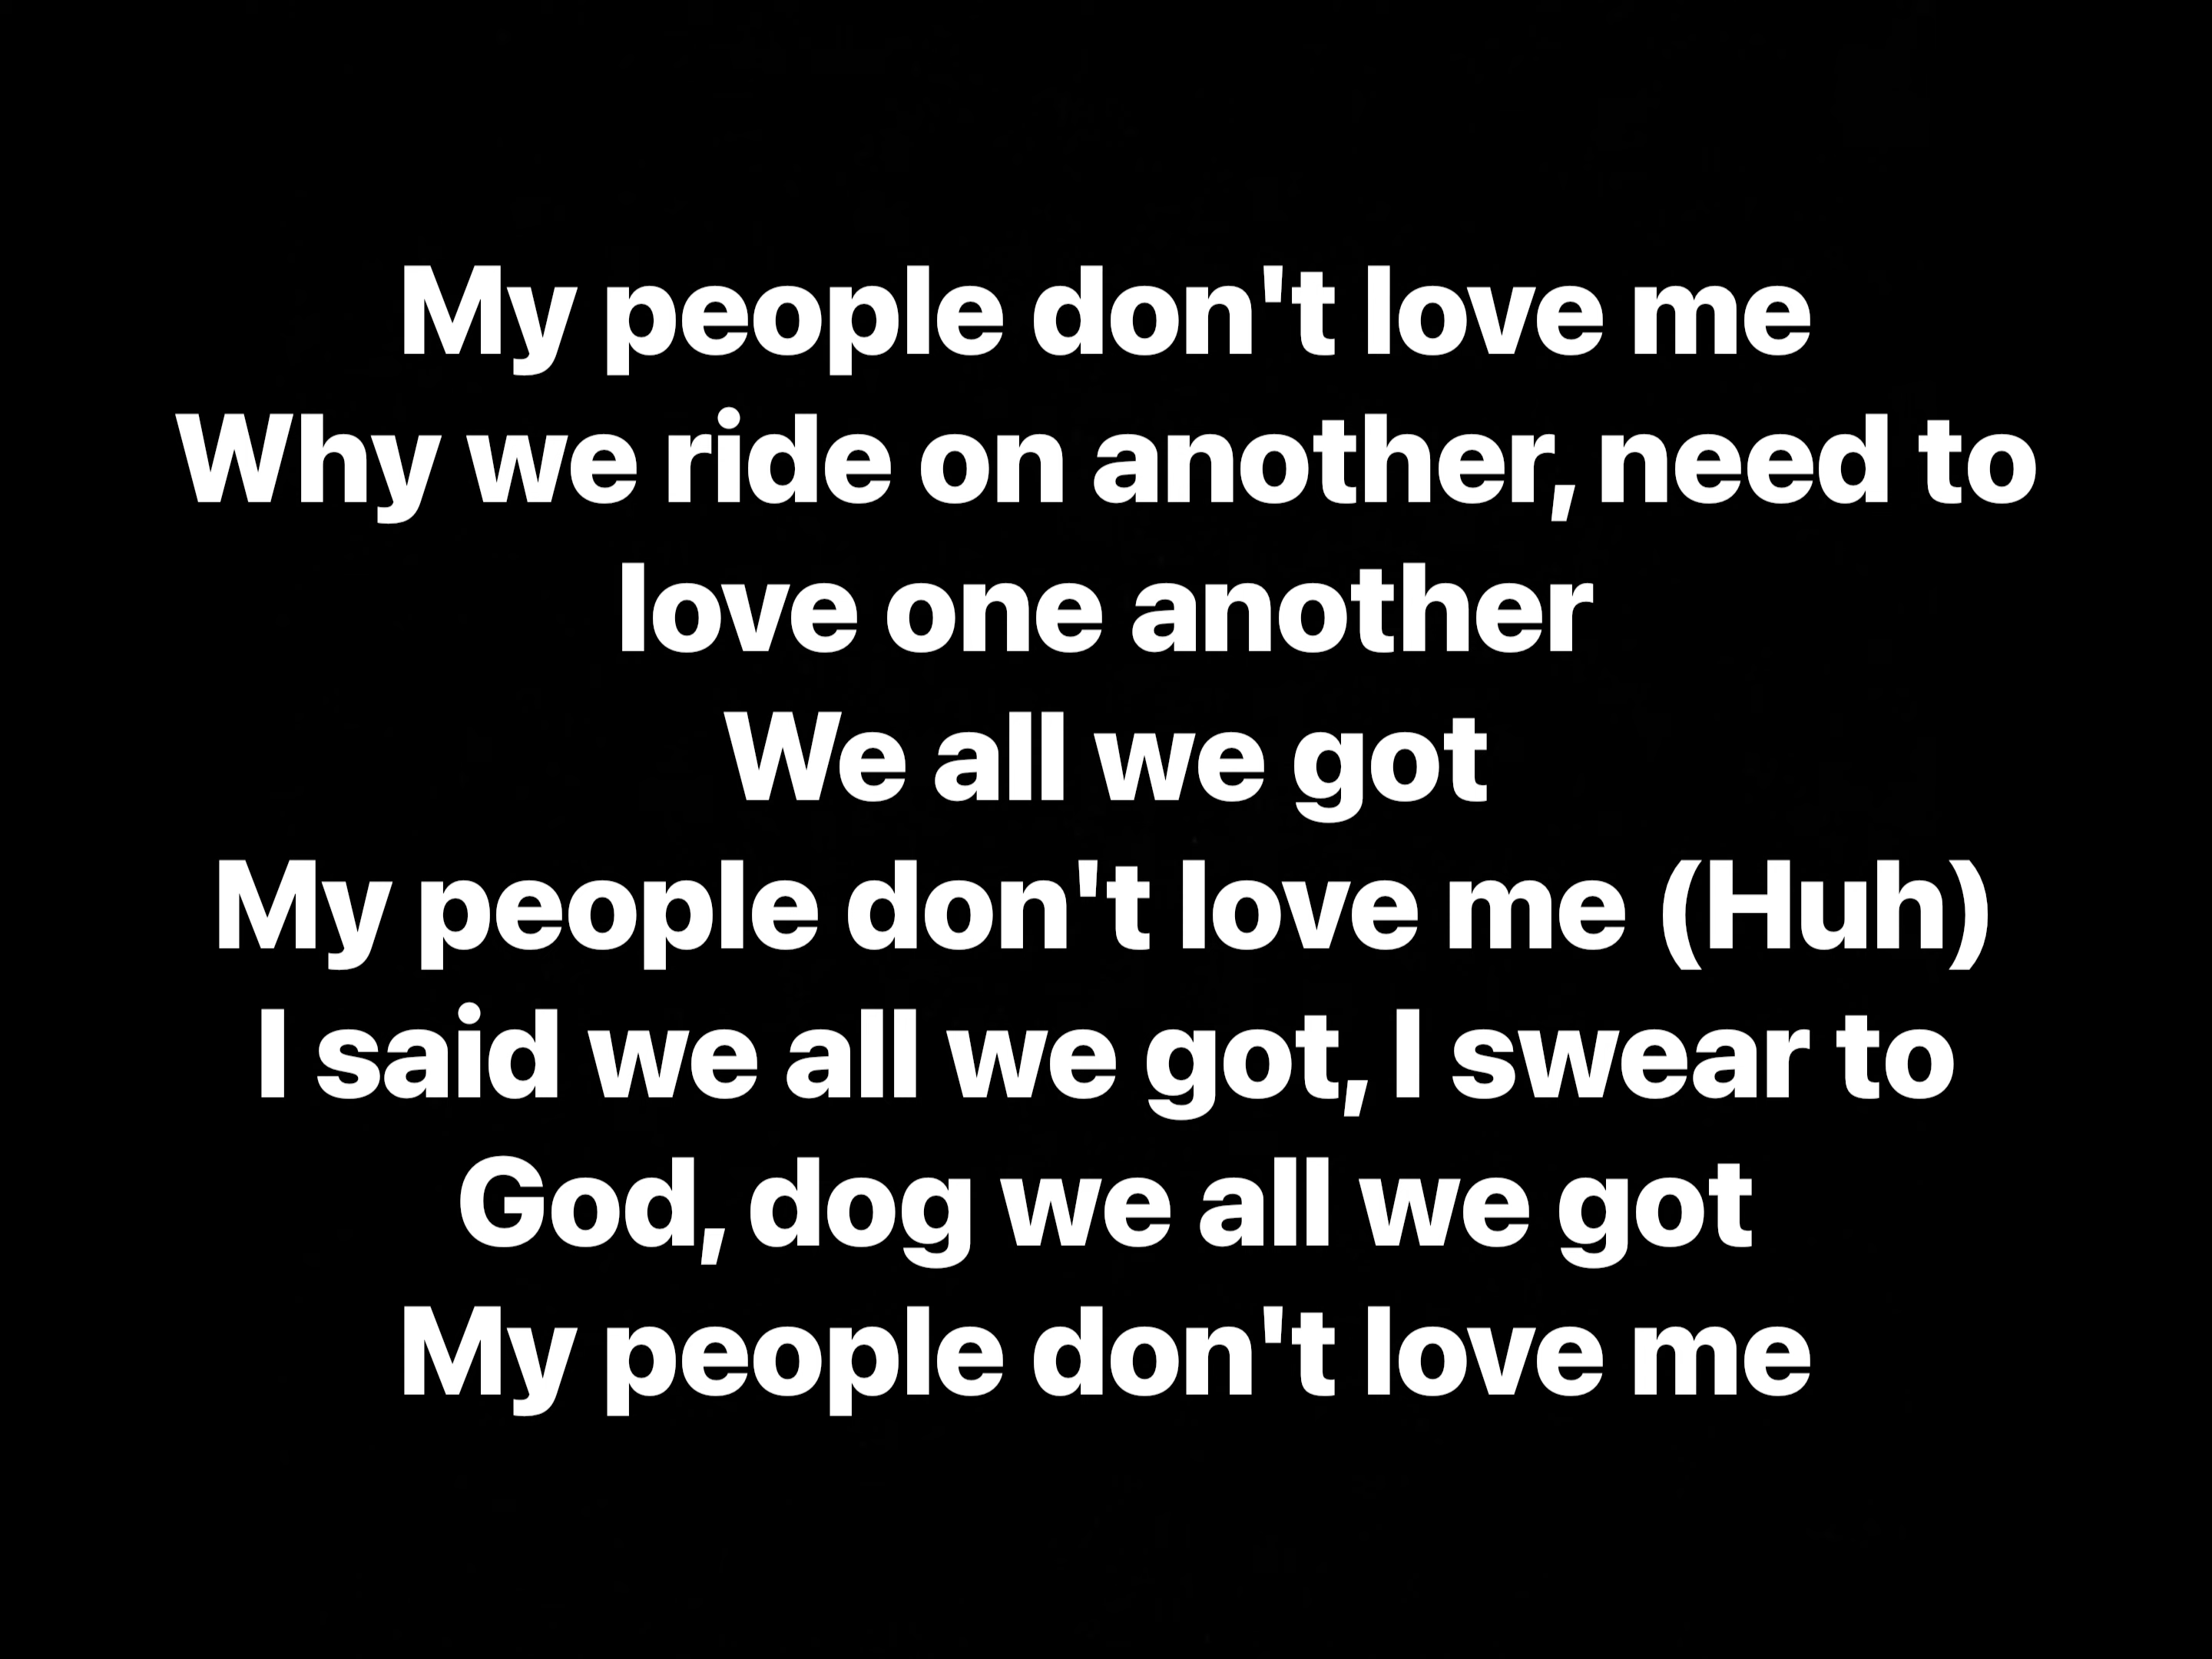 My people don't love me
Why we ride on another, need to
love one another
We all we got
My people don't love me (Huh)
I said we all we got, I swear to
God, dog we all we got
My people don't love me